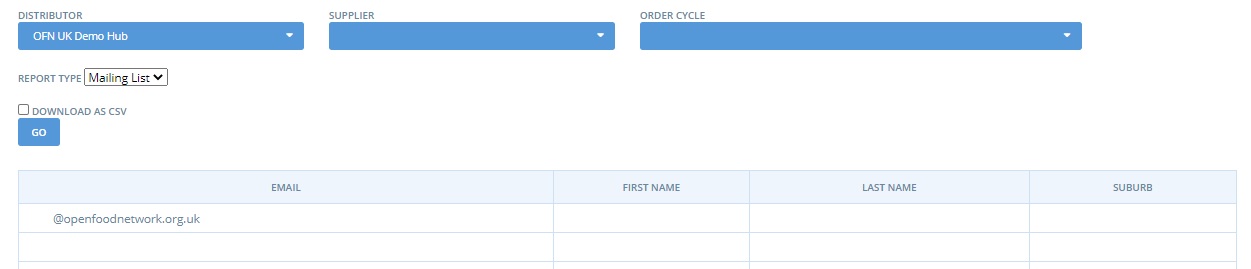 DISTRIBUTOR SUPPLIER ORDER CYCLE
OFN UK Demo Hub
REPORT TYPE Mailing List
DOWNLOAD AS CSV
GO
EMAIL FIRST NAME LAST NAME SUBURB
@openfoodnetwork.org.uk